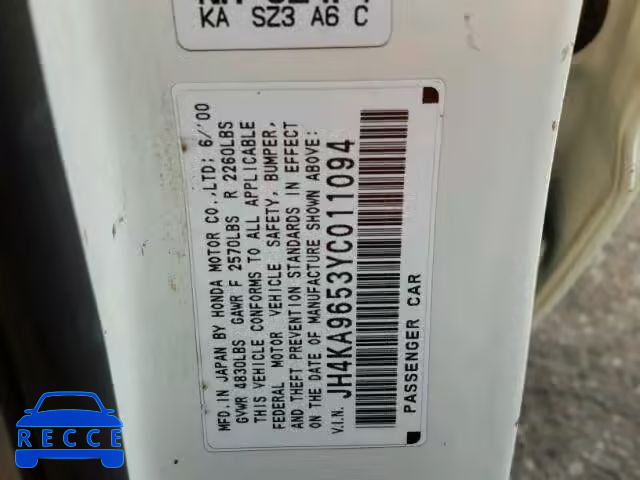 KA SZ3 A6 C
MFD. IN JAPAN BY HONDA MOTOR CO., LTD; 6/'00
GVWR 4830LBS GAWR F 2570LBS R 2260LBS
THIS VEHICLE CONFORMS TO ALL APPLICABLE
FEDERAL MOTOR VEHICLE SAFETY, BUMPER,
AND THEFT PREVENTION STANDARDS IN EFFECT
ON THE DATE OF MANUFACTURE SHOWN ABOVE:
V.I.N. JH4KA9653YC011094
PASSENGER CAR
RECCE